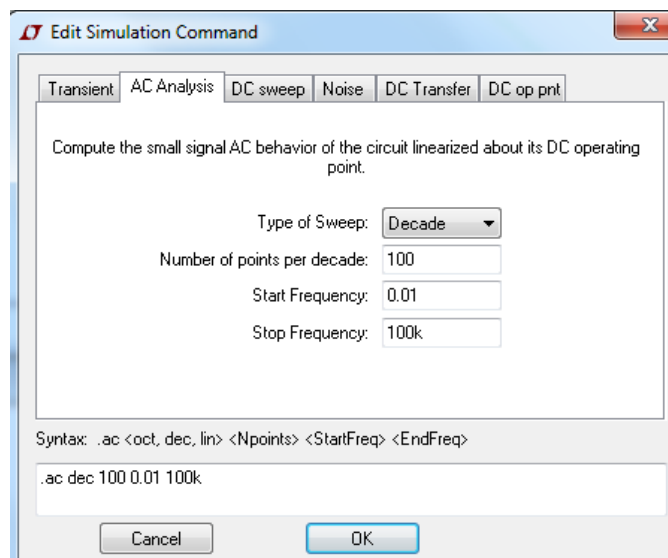 Edit Simulation Command
Transient AC Analysis DC sweep Noise DC Transfer DC op pnt
Compute the small signal AC behavior of the circuit linearized about its DC operating
point.
Type of Sweep: Decade
Number of points per decade: 100
Start Frequency: 0.01
Stop Frequency: 100k
Syntax: .ac <oct, dec, lin> <Npoints> <StartFreq> <EndFreq>
.ac dec 100 0.01 100k
Cancel OK